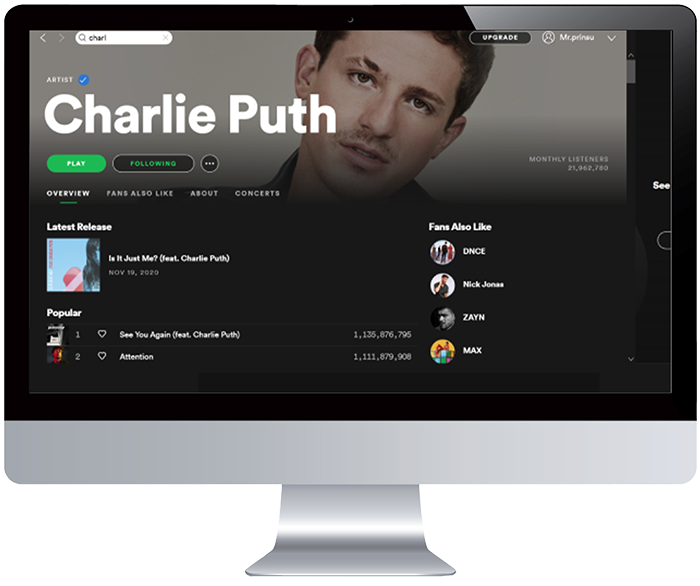 charl
UPGRADE
Mr.prinsu
ARTIST
Charlie Puth
PLAY
FOLLOWING
MONTHLY LISTENERS
21,962,780
OVERVIEW
FANS ALSO LIKE
ABOUT
CONCERTS
See
Latest Release
Is It Just Me? (feat. Charlie Puth)
NOV 19, 2020
Popular
1 See You Again (feat. Charlie Puth) 1,135,876,795
2 Attention 1,111,879,908
Fans Also Like
DNCE
Nick Jonas
ZAYN
MAX